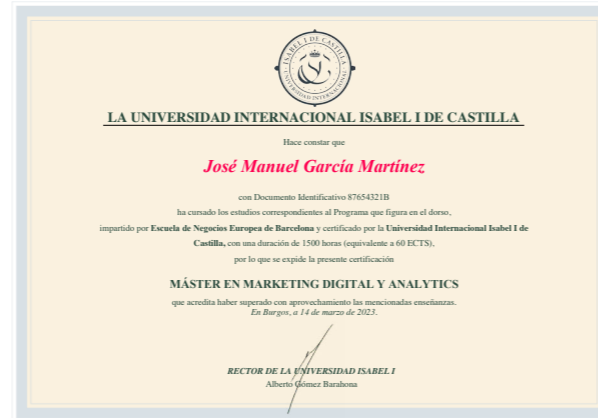 ISABEL I DE CASTILLA
UNIVERSIDAD INTERNACIONAL
LA UNIVERSIDAD INTERNACIONAL ISABEL I DE CASTILLA
Hace constar que
José Manuel García Martínez
con Documento Identificativo 87654321B
ha cursado los estudios correspondientes al Programa que figura en el dorso,
impartido por Escuela de Negocios Europea de Barcelona y certificado por la Universidad Internacional Isabel I de
Castilla, con una duración de 1500 horas (equivalente a 60 ECTS),
por lo que se expide la presente certificación
MÁSTER EN MARKETING DIGITAL Y ANALYTICS
que acredita haber superado con aprovechamiento las mencionadas enseñanzas.
En Burgos, a 14 de marzo de 2023.
RECTOR DE LA UNIVERSIDAD ISABEL I
Alberto Gómez Barahona